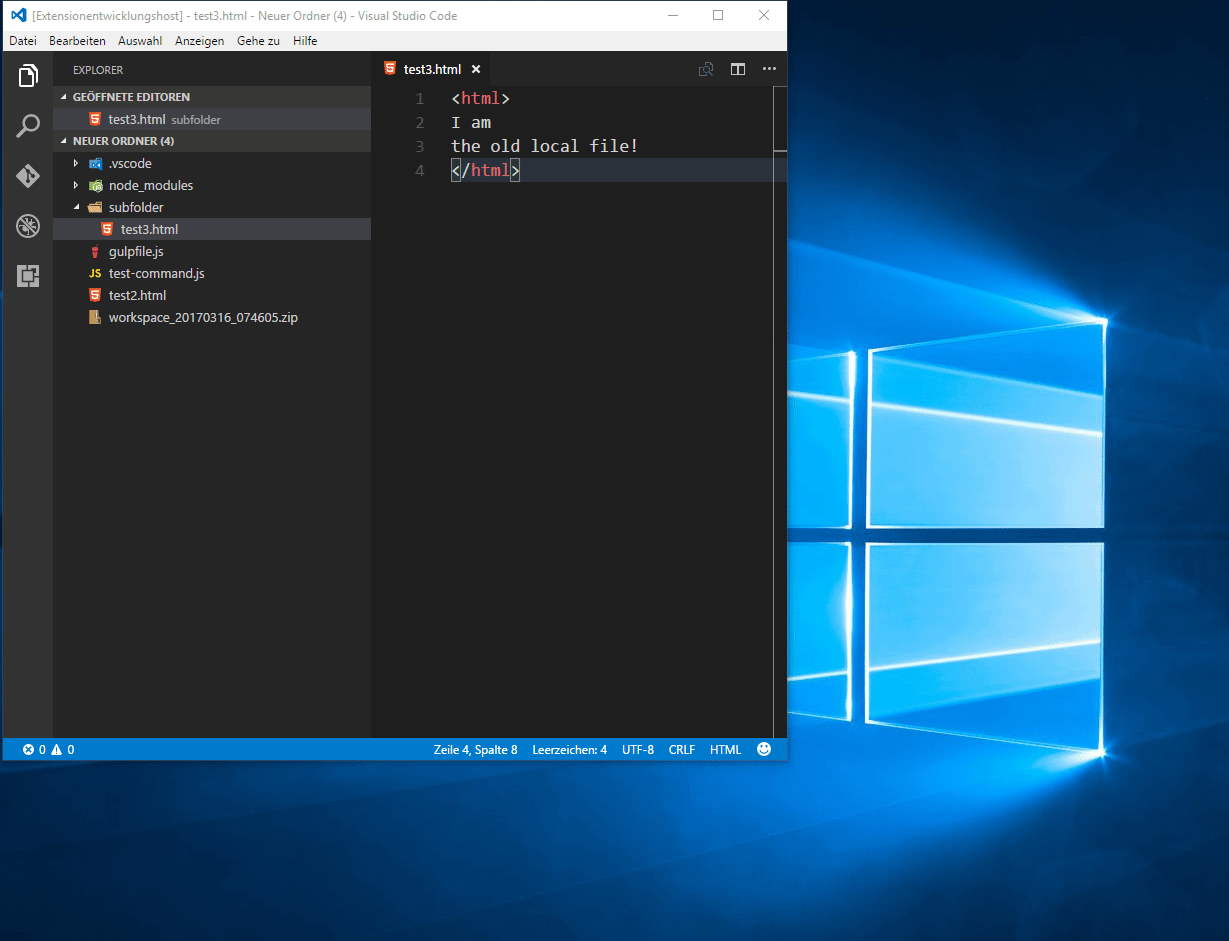 [Extensionentwicklungshost] - test3.html - Neuer Ordner (4) - Visual Studio Code
Datei Bearbeiten Auswahl Anzeigen Gehe zu Hilfe
EXPLORER
GEÖFFNETE EDITOREN
test3.html subfolder
NEUER ORDNER (4)
.vscode
node_modules
subfolder
test3.html
gulpfile.js
JS test-command.js
test2.html
workspace_20170316_074605.zip
test3.html
1 <html>
2 I am
3 the old local file!
4 </html>
0 0 Zeile 4, Spalte 8 Leerzeichen: 4 UTF-8 CRLF HTML